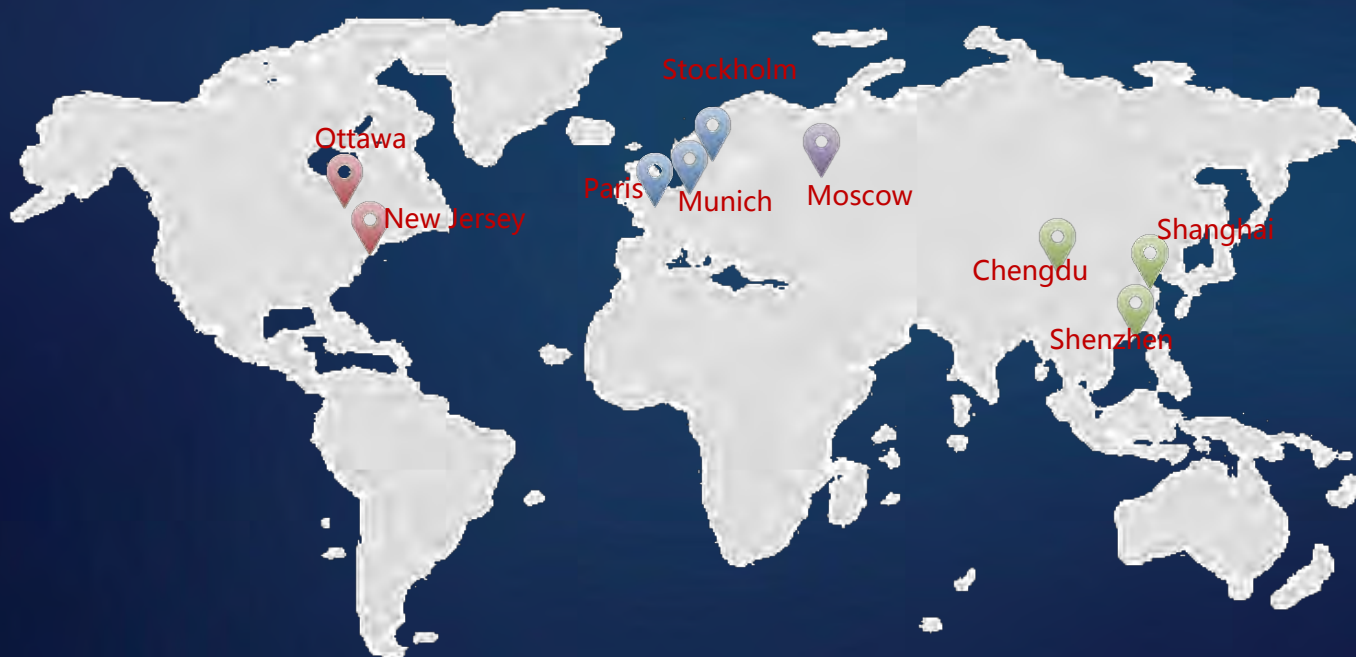 Stockholm
Ottawa
Paris
Munich
Moscow
New Jersey
Shanghai
Chengdu
Shenzhen